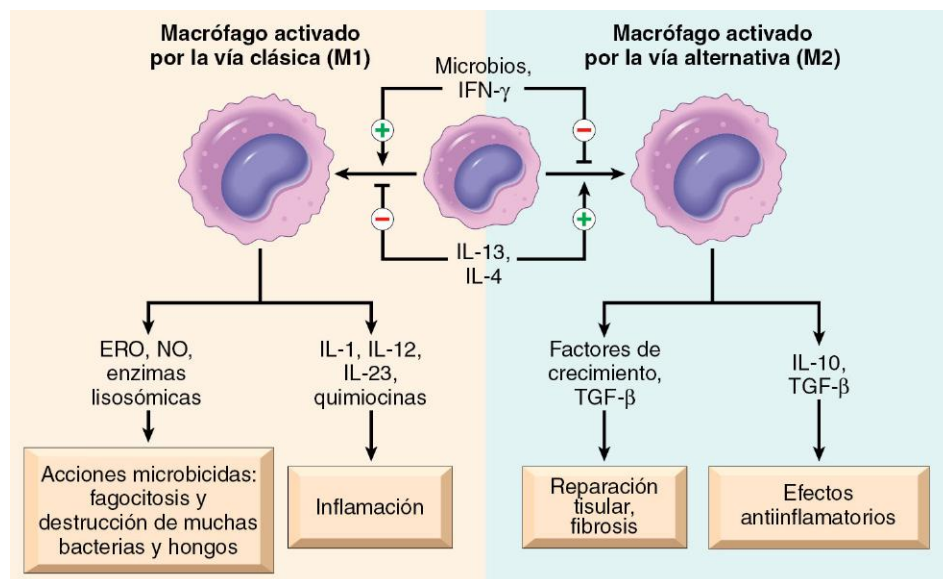 Macrófago activado
por la vía clásica (M1)
Macrófago activado
por la vía alternativa (M2)
Microbios,
IFN-γ
+
−
−
+
IL-13,
IL-4
ERO, NO,
enzimas
lisosómicas
IL-1, IL-12,
IL-23,
quimiocinas
Factores de
crecimiento,
TGF-β
IL-10,
TGF-β
Acciones microbicidas:
fagocitosis y
destrucción de muchas
bacterias y hongos
Inflamación
Reparación
tisular,
fibrosis
Efectos
antiinflamatorios